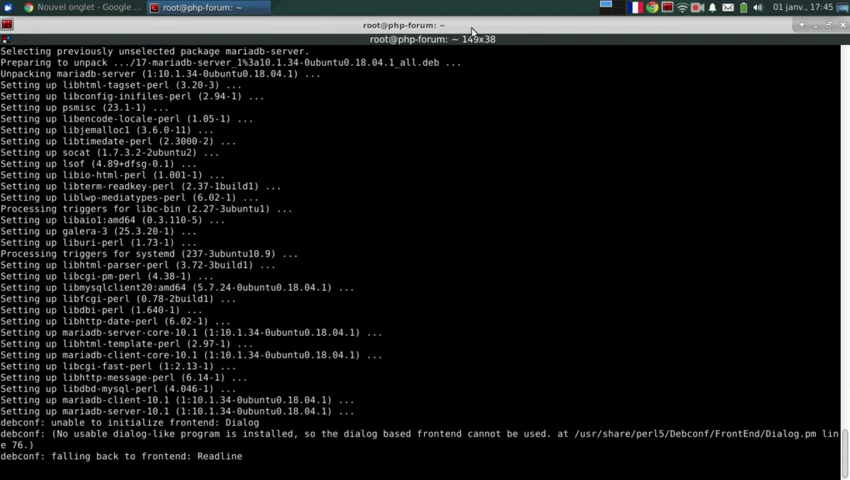 Nouvel onglet - Google ...
root@php-forum: ~
01 janv., 17:45
root@php-forum: ~
root@php-forum: ~ 149x38
Selecting previously unselected package mariadb-server.
Preparing to unpack .../17-mariadb-server_1%3a10.1.34-0ubuntu0.18.04.1_all.deb ...
Unpacking mariadb-server (1:10.1.34-0ubuntu0.18.04.1) ...
Setting up libhtml-tagset-perl (3.20-3) ...
Setting up libconfig-inifiles-perl (2.94-1) ...
Setting up psmisc (23.1-1) ...
Setting up libencode-locale-perl (1.05-1) ...
Setting up libjemalloc1 (3.6.0-11) ...
Setting up libtimedate-perl (2.3000-2) ...
Setting up socat (1.7.3.2-2ubuntu2) ...
Setting up lsof (4.89+dfsg-0.1) ...
Setting up libio-html-perl (1.001-1) ...
Setting up libterm-readkey-perl (2.37-1build1) ...
Setting up liblwp-mediatypes-perl (6.02-1) ...
Processing triggers for libc-bin (2.27-3ubuntu1) ...
Setting up libaio1:amd64 (0.3.110-5) ...
Setting up galera-3 (25.3.20-1) ...
Setting up liburi-perl (1.73-1) ...
Processing triggers for systemd (237-3ubuntu10.9) ...
Setting up libhtml-parser-perl (3.72-3build1) ...
Setting up libcgi-pm-perl (4.38-1) ...
Setting up libmysqlclient20:amd64 (5.7.24-0ubuntu0.18.04.1) ...
Setting up libfcgi-perl (0.78-2build1) ...
Setting up libdbi-perl (1.640-1) ...
Setting up libhttp-date-perl (6.02-1) ...
Setting up mariadb-server-core-10.1 (1:10.1.34-0ubuntu0.18.04.1) ...
Setting up libhtml-template-perl (2.97-1) ...
Setting up mariadb-client-core-10.1 (1:10.1.34-0ubuntu0.18.04.1) ...
Setting up libcgi-fast-perl (1:2.13-1) ...
Setting up libhttp-message-perl (6.14-1) ...
Setting up libdbd-mysql-perl (4.046-1) ...
Setting up mariadb-client-10.1 (1:10.1.34-0ubuntu0.18.04.1) ...
Setting up mariadb-server-10.1 (1:10.1.34-0ubuntu0.18.04.1) ...
debconf: unable to initialize frontend: Dialog
debconf: (No usable dialog-like program is installed, so the dialog based frontend cannot be used. at /usr/share/perl5/Debconf/FrontEnd/Dialog.pm lin
e 76.)
debconf: falling back to frontend: Readline